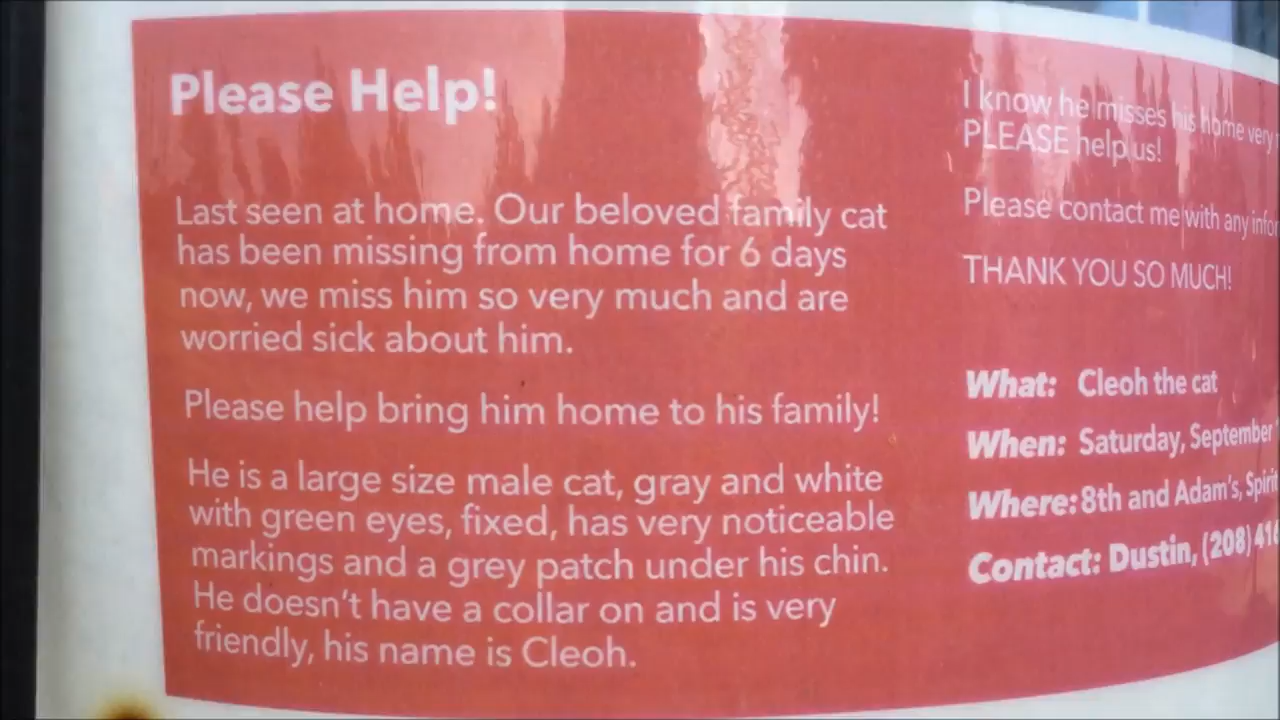 Please Help!
Last seen at home. Our beloved family cat
has been missing from home for 6 days
now, we miss him so very much and are
worried sick about him.
Please help bring him home to his family!
He is a large size male cat, gray and white
with green eyes, fixed, has very noticeable
markings and a grey patch under his chin.
He doesn't have a collar on and is very
friendly, his name is Cleoh.
I know he misses his home very
PLEASE help us!
Please contact me with any
THANK YOU SO MUCH!
What: Cleoh the cat
When: Saturday, September
Where: 8th and Adam's,
Contact: Dustin, (208)